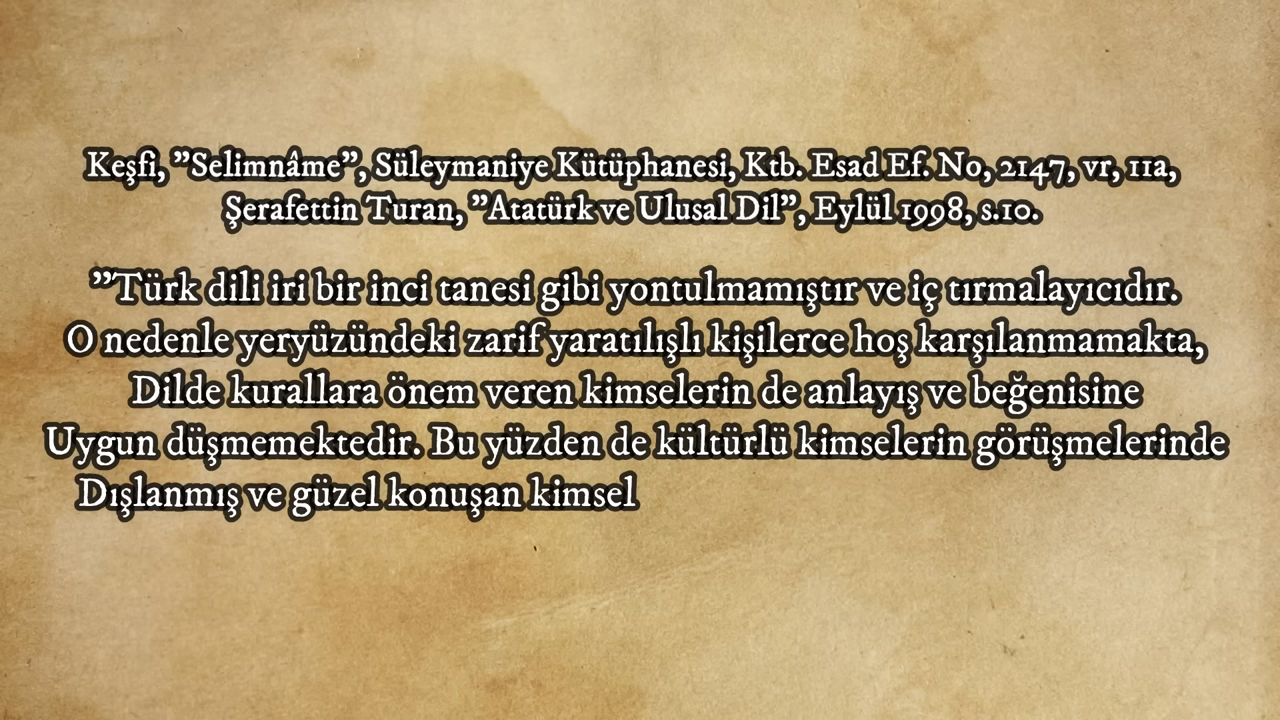 Keşfi, "Selimnâme", Süleymaniye Kütüphanesi, Ktb. Esad Ef. No, 2147, vr, 11a,
Şerafettin Turan, "Atatürk ve Ulusal Dil", Eylül 1998, s.10.
"Türk dili iri bir inci tanesi gibi yontulmamıştır ve iç tırmalayıcıdır.
O nedenle yeryüzündeki zarif yaratılışlı kişilerce hoş karşılanmamakta,
Dilde kurallara önem veren kimselerin de anlayış ve beğenisine
Uygun düşmemektedir. Bu yüzden de kültürlü kimselerin görüşmelerinde
Dışlanmış ve güzel konuşan kimsel